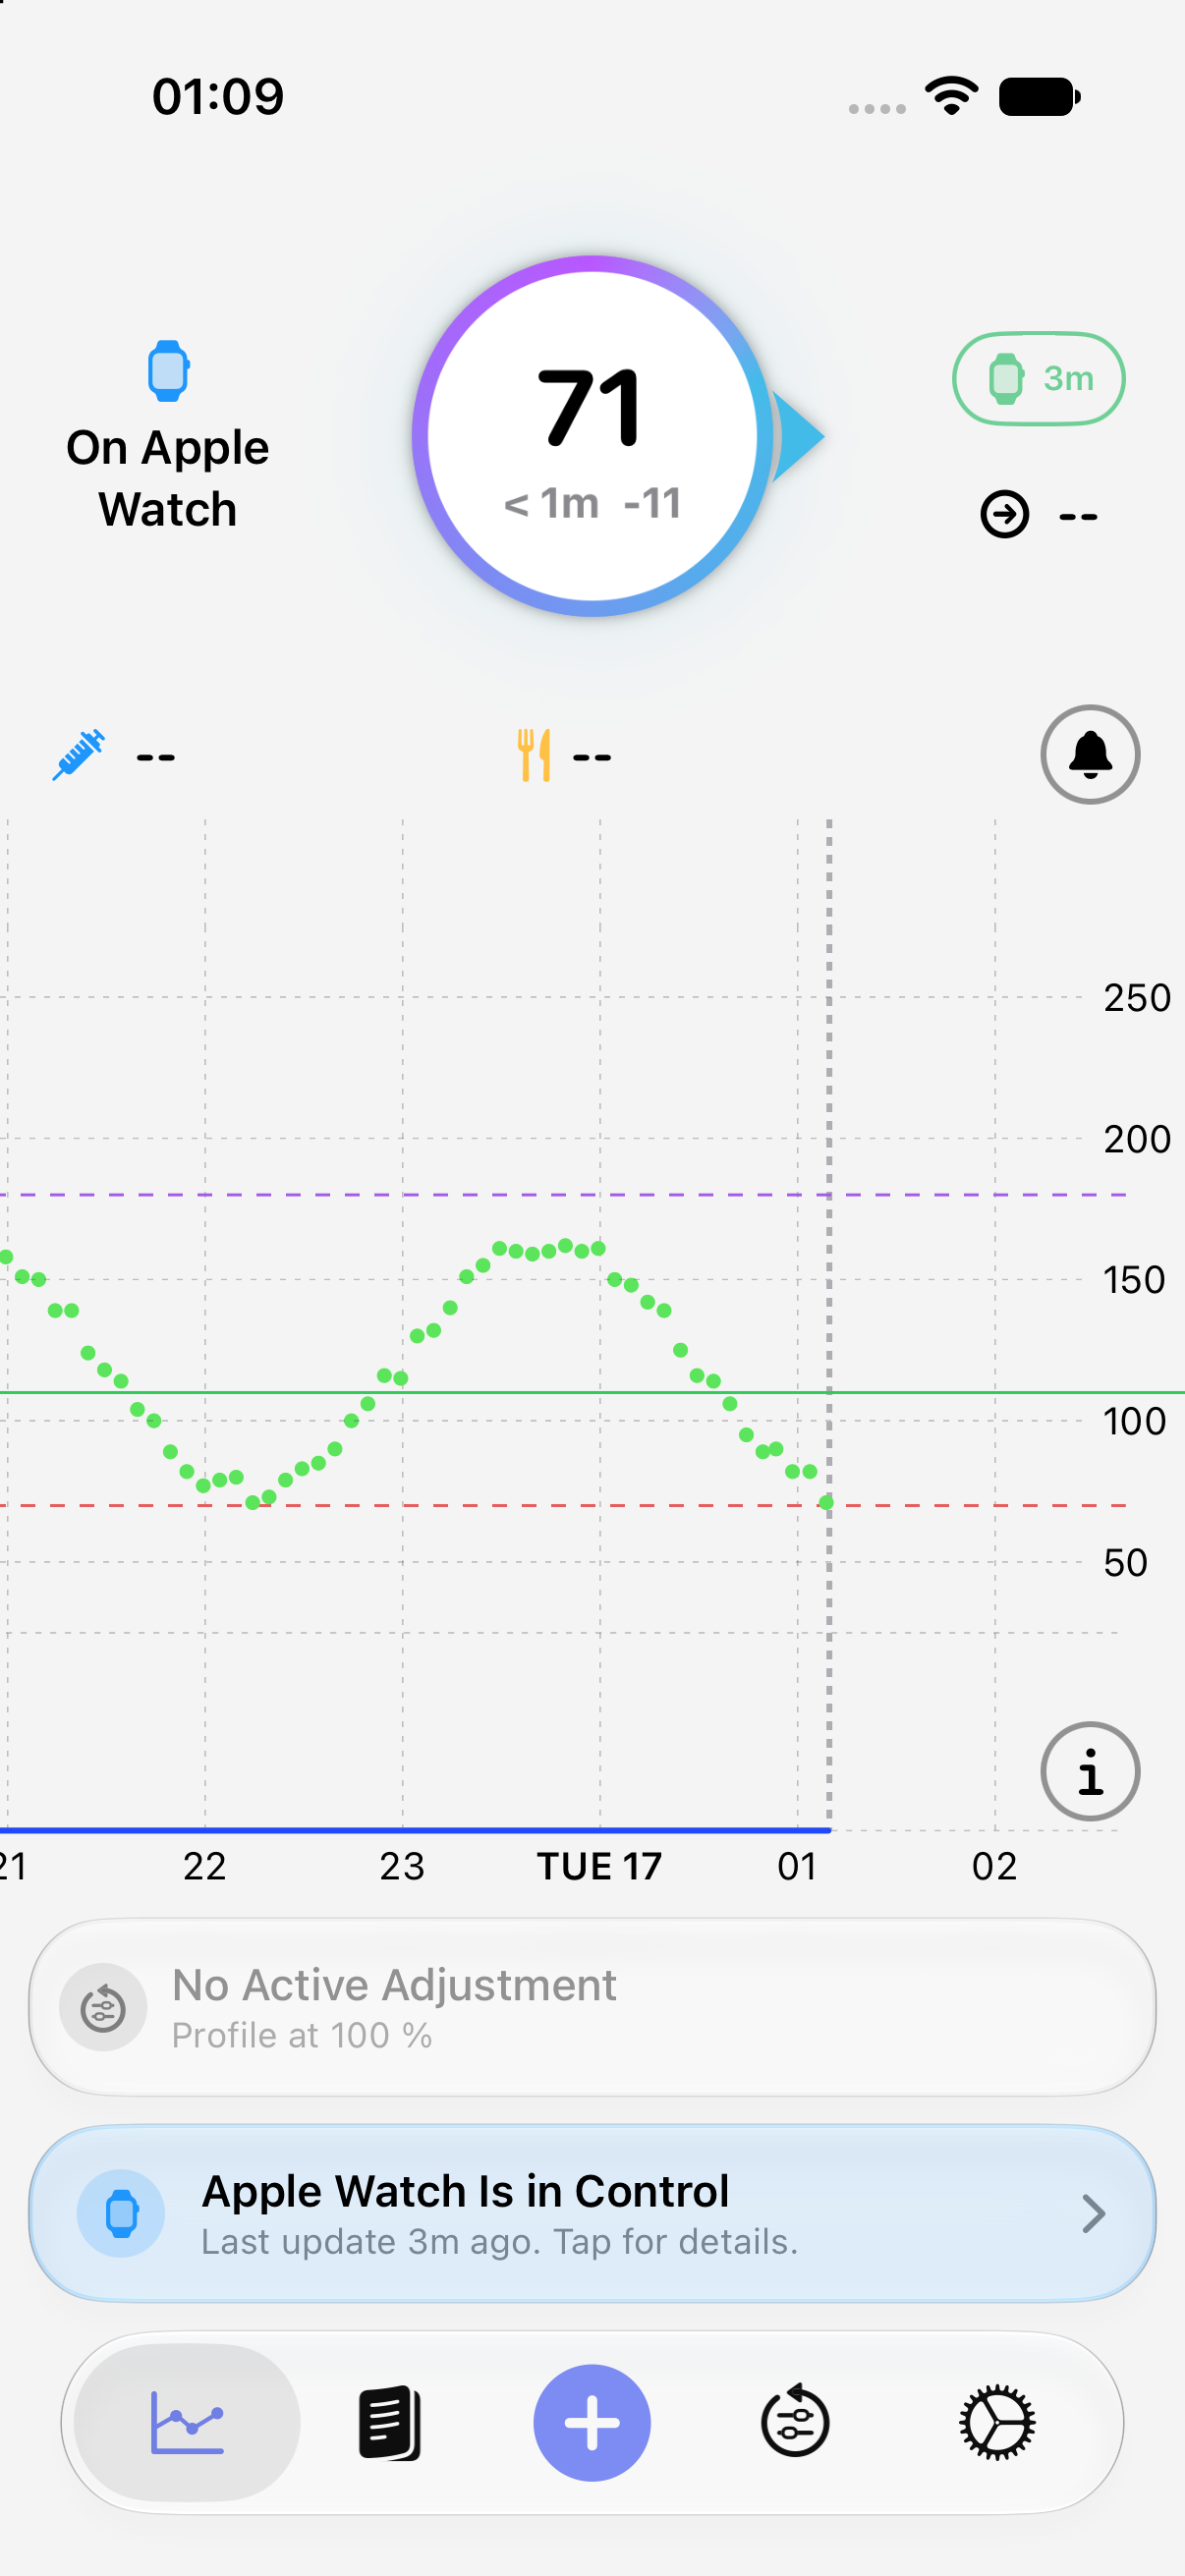 01:09
On Apple
Watch
71
< 1m -11
3m
--
--
--
250
200
150
100
50
21 22 23 TUE 17 01 02
No Active Adjustment
Profile at 100 %
Apple Watch Is in Control
Last update 3m ago. Tap for details.